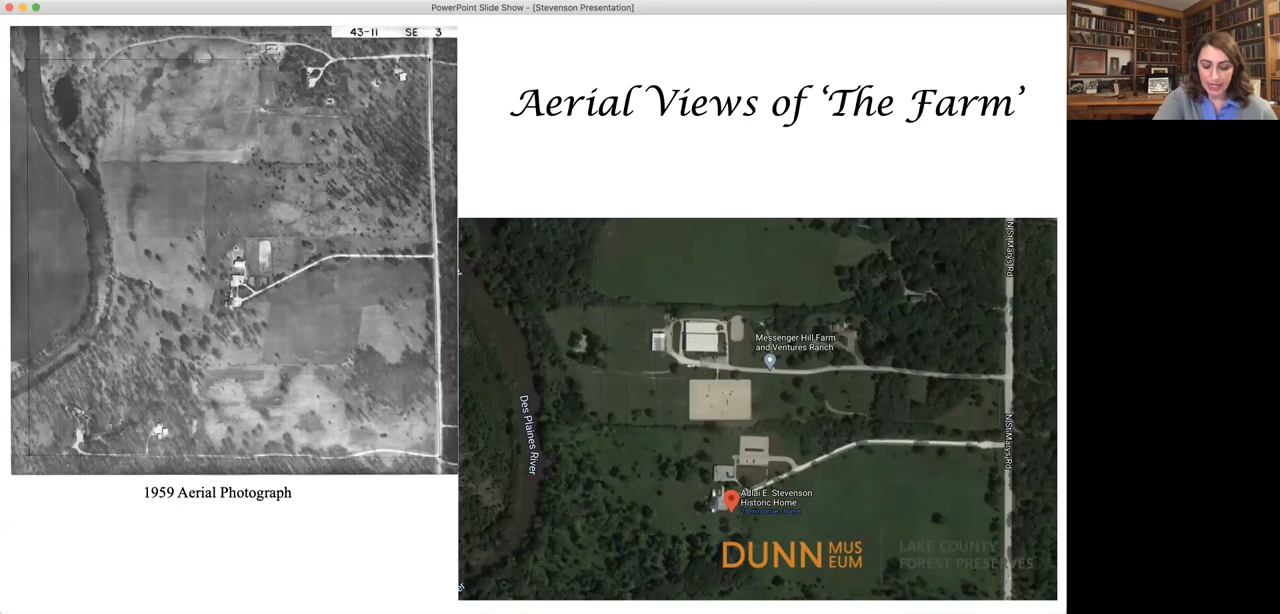 PowerPoint Slide Show - [Stevenson Presentation]
43-11 SE 3
Aerial Views of 'The Farm'
N St Marys Rd
Messenger Hill Farm
and Ventures Ranch
Des Plaines River
N St Marys Rd
Adlai E. Stevenson
Historic Home
1959 Aerial Photograph
DUNN MUS
EUM
LAKE COUNTY
FOREST PRESERVES